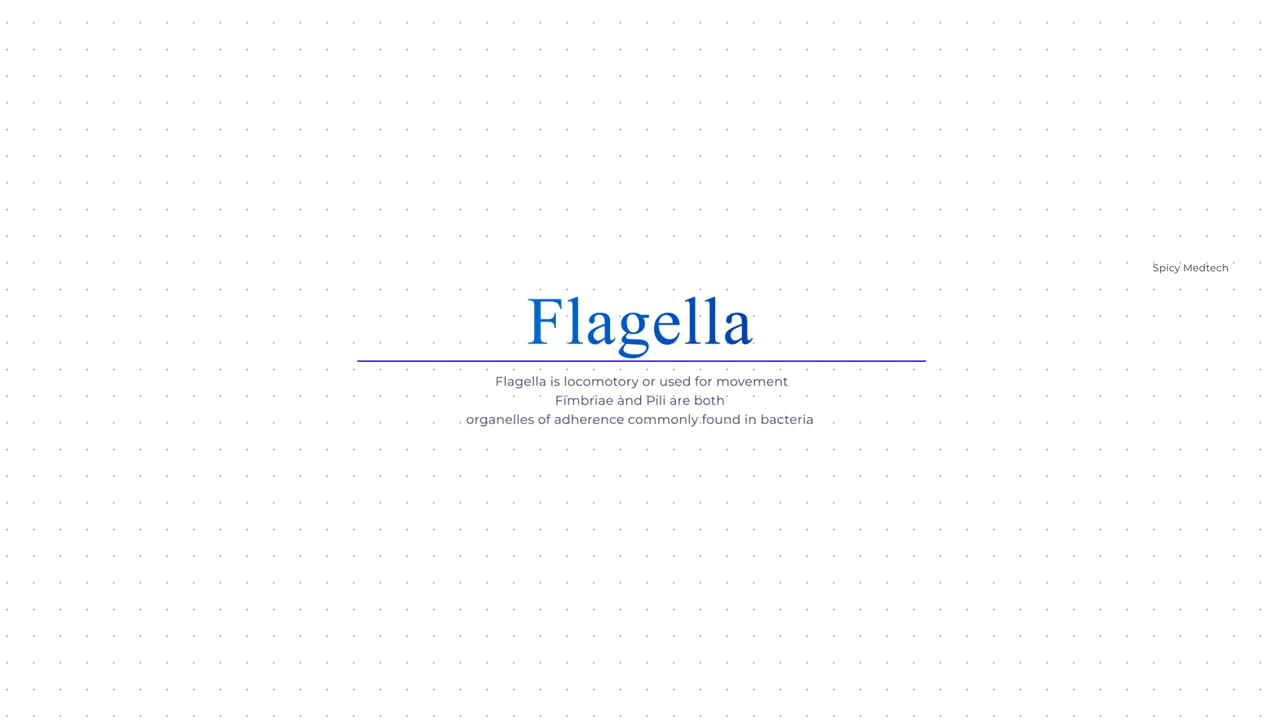 Spicy Medtech
Flagella
Flagella is locomotory or used for movement
Fimbriae and Pili are both
organelles of adherence commonly found in bacteria